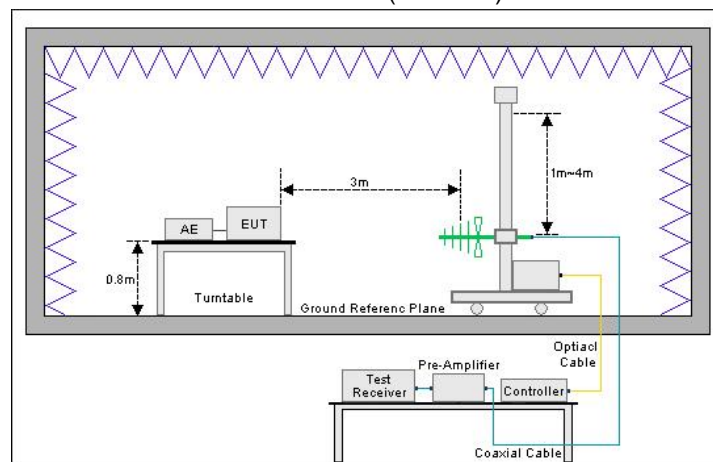 3m
1m~4m
AE
EUT
0.8m
Turntable
Ground Referenc Plane
Optiacl
Cable
Pre-Amplifier
Test
Receiver
Controller
Coaxial Cable